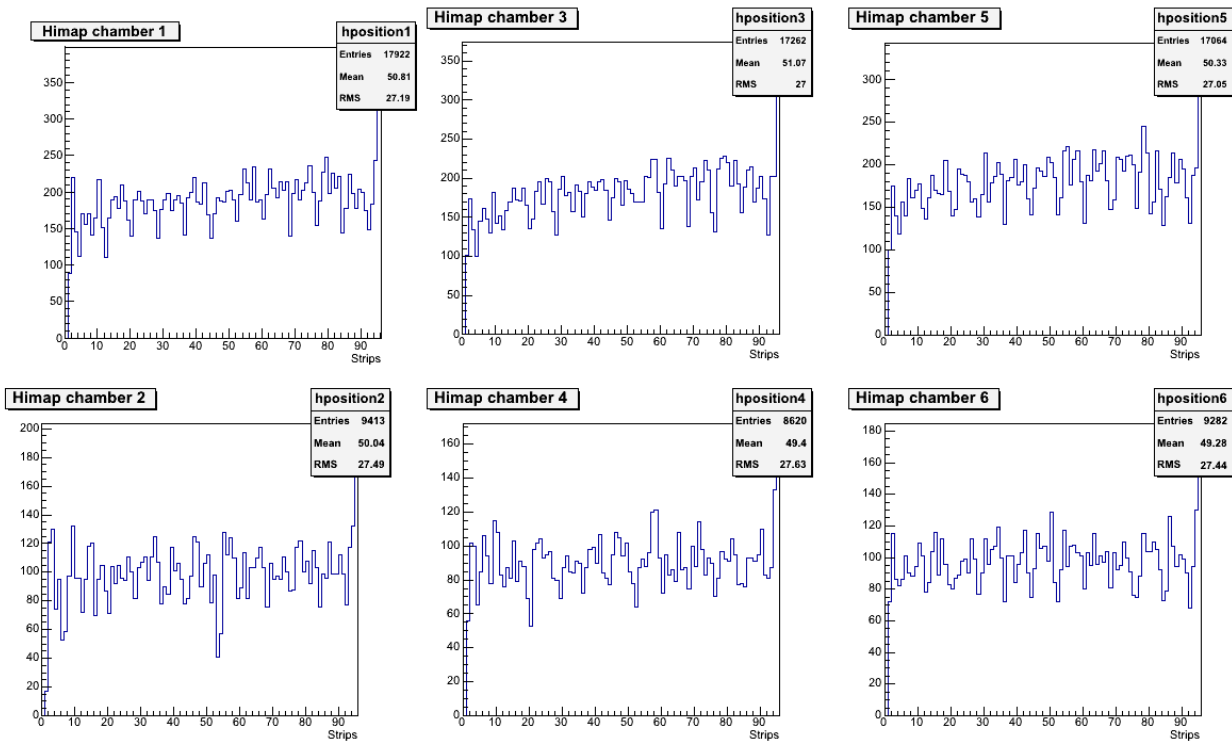 Himap chamber 1
hposition1
Entries 17922
Mean 50.81
RMS 27.19
350
300
250
200
150
100
50
0
0 10 20 30 40 50 60 70 80 90
Strips
Himap chamber 3
hposition3
Entries 17262
Mean 51.07
RMS 27
350
300
250
200
150
100
50
0
0 10 20 30 40 50 60 70 80 90
Strips
Himap chamber 5
hposition5
Entries 17064
Mean 50.33
RMS 27.05
300
250
200
150
100
50
0
0 10 20 30 40 50 60 70 80 90
Strips
Himap chamber 2
hposition2
Entries 9413
Mean 50.04
RMS 27.49
200
180
160
140
120
100
80
60
40
20
0
0 10 20 30 40 50 60 70 80 90
Strips
Himap chamber 4
hposition4
Entries 8620
Mean 49.4
RMS 27.63
160
140
120
100
80
60
40
20
0
0 10 20 30 40 50 60 70 80 90
Strips
Himap chamber 6
hposition6
Entries 9282
Mean 49.28
RMS 27.44
180
160
140
120
100
80
60
40
20
0
0 10 20 30 40 50 60 70 80 90
Strips